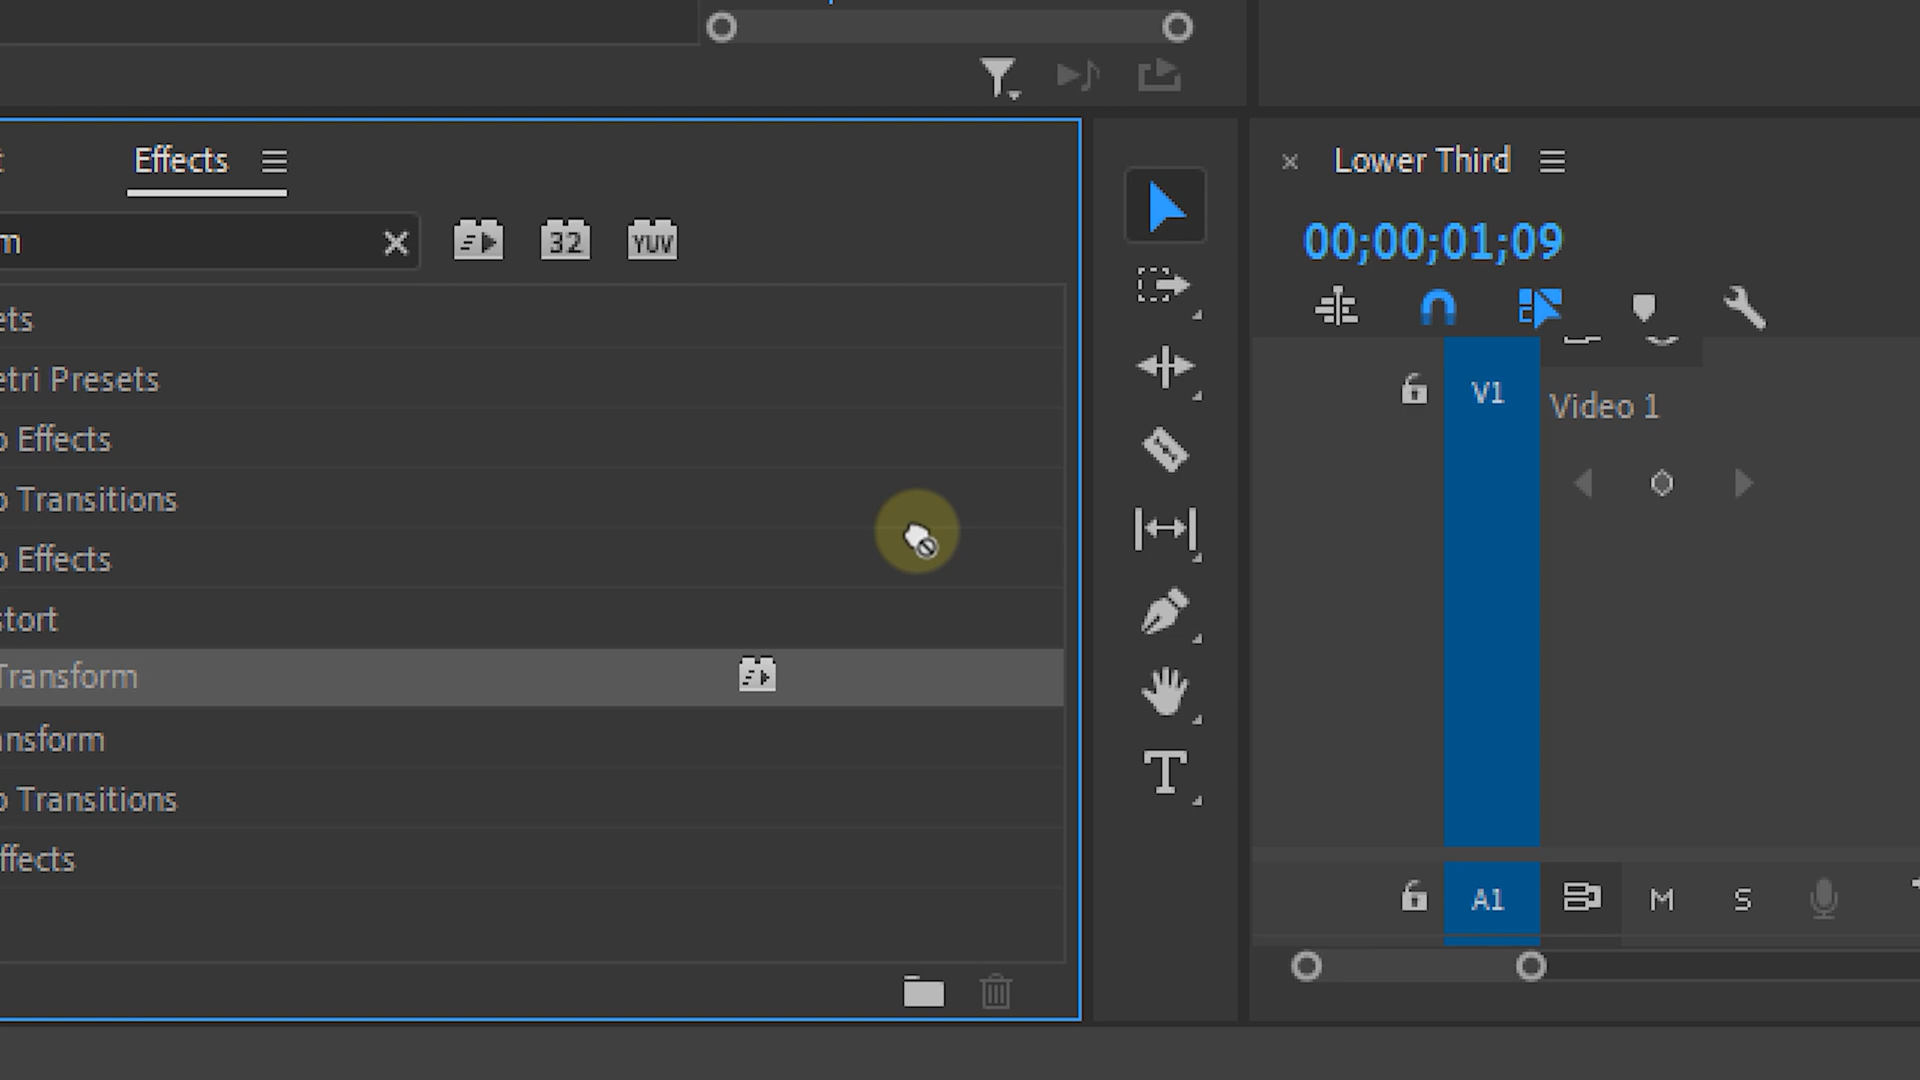 Effects
Lower Third
m
32
YUV
00;00;01;09
ets
etri Presets
o Effects
o Transitions
o Effects
stort
Transform
ansform
o Transitions
ffects
V1
Video 1
A1
M
S